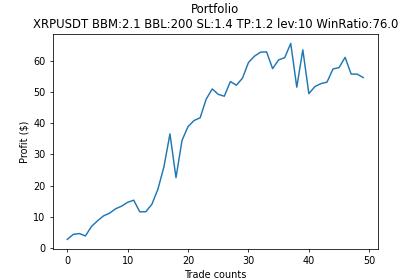 Portfolio
XRPUSDT BBM:2.1 BBL:200 SL:1.4 TP:1.2 lev:10 WinRatio:76.0
Profit ($)
60
50
40
30
20
10
0
0 10 20 30 40 50
Trade counts